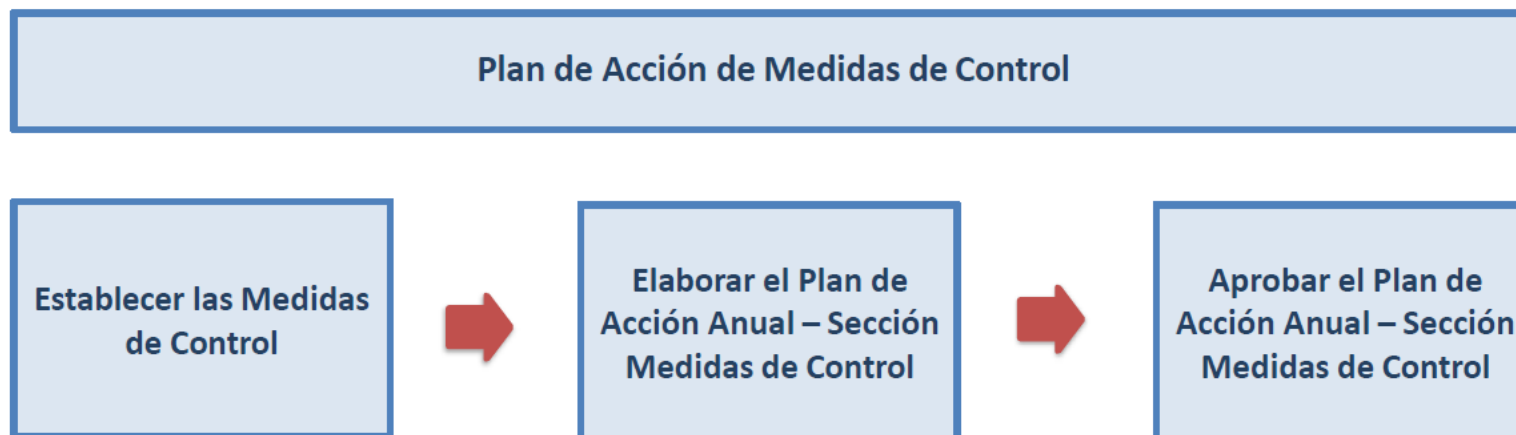 Plan de Acción de Medidas de Control
Establecer las Medidas
de Control
Elaborar el Plan de
Acción Anual – Sección
Medidas de Control
Aprobar el Plan de
Acción Anual – Sección
Medidas de Control